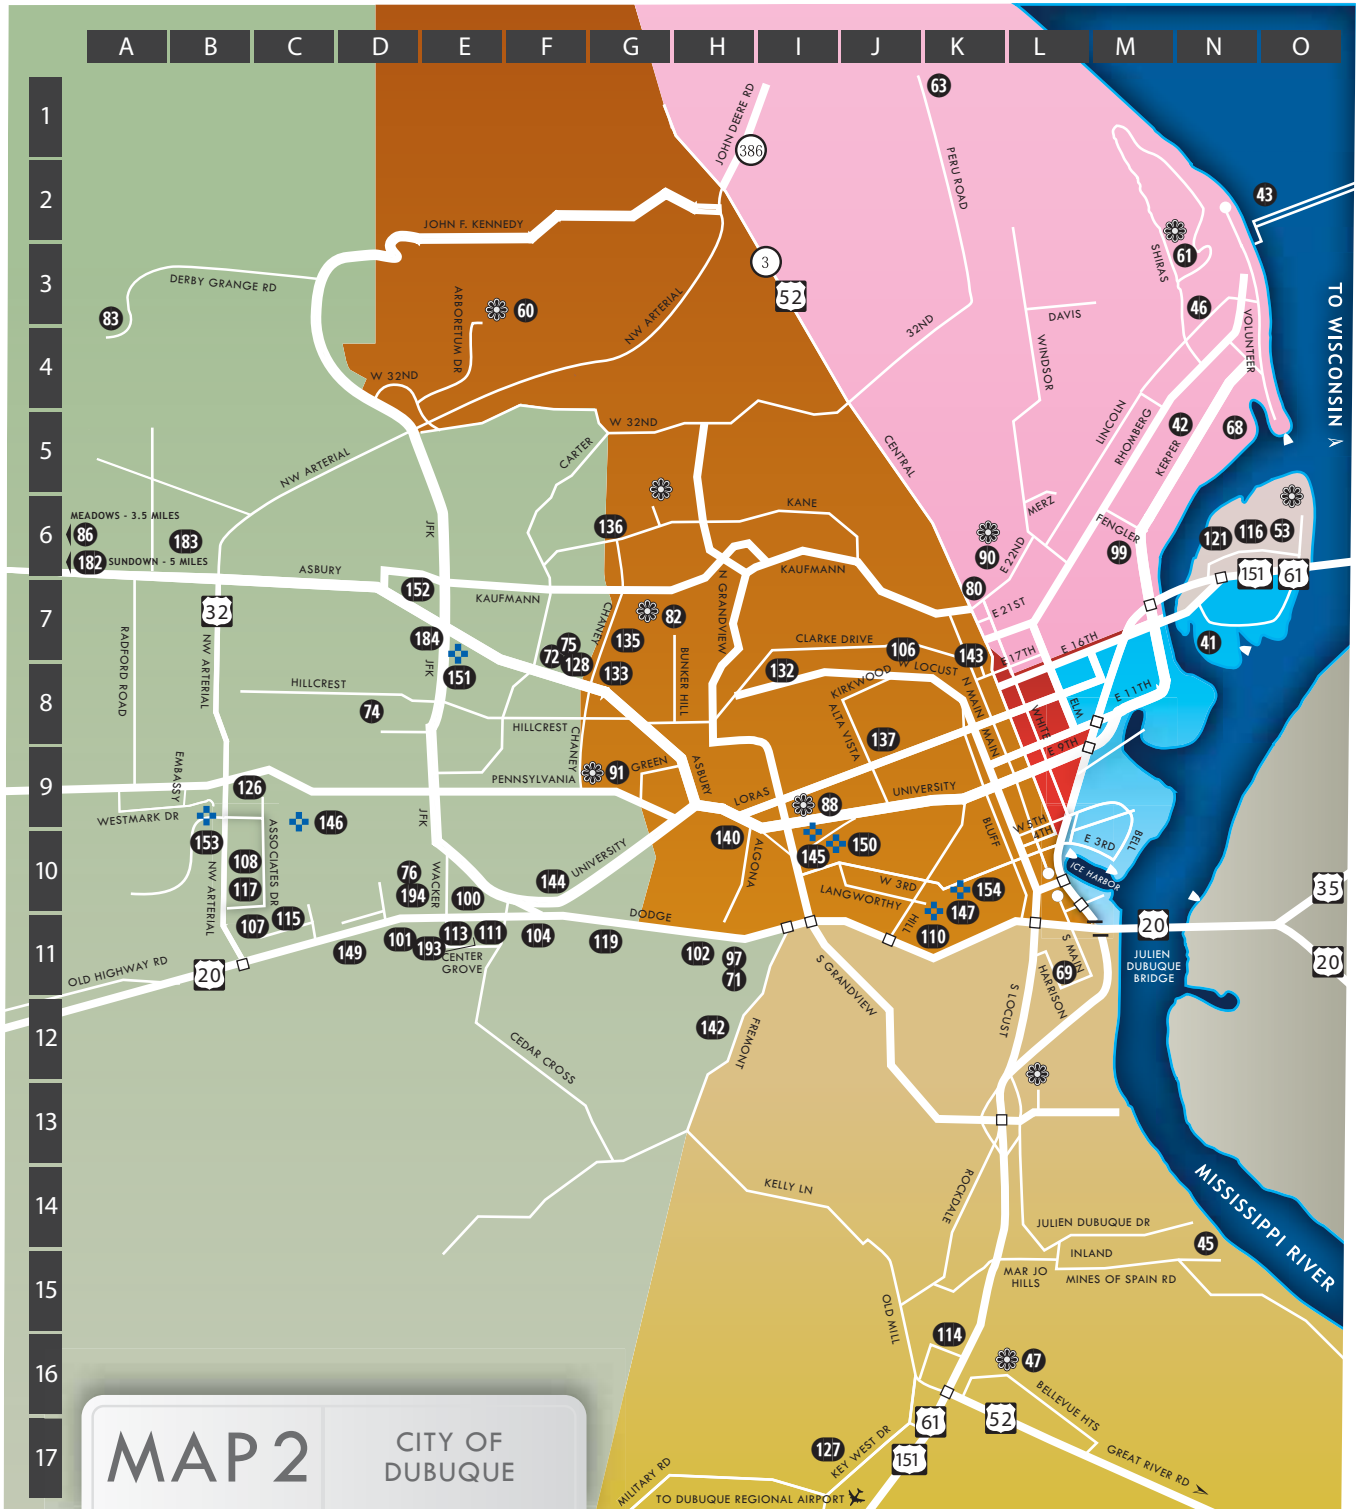 A B C D E F G H I J K L M N O
1
63
JOHN DEERE RD
386
PERU ROAD
2
43
JOHN F. KENNEDY
SHIRAS
61
3
3
DERBY GRANGE RD
52
83
ARBORETUM DR
60
NW ARTERIAL
46
DAVIS
32ND
VOLUNTEER
TO WISCONSIN
4
WINDSOR
W 32ND
LINCOLN
RHOMBERG
KERPER
42
68
W 32ND
5
CARTER
CENTRAL
NW ARTERIAL
KANE
MERZ
MEADOWS - 3.5 MILES
6
86
183
JFK
136
FENGLER
121
116
53
182
SUNDOWN - 5 MILES
90
E 22ND
99
ASBURY
KAUFMANN
151
61
152
80
7
32
KAUFMANN
CHANEY
82
N GRANDVIEW
E 21ST
RADFORD ROAD
NW ARTERIAL
184
JFK
135
CLARKE DRIVE
106
143
17TH
E 16TH
41
75
72
128
133
BUNKER HILL
132
151
KIRKWOOD
W LOCUST
8
HILLCREST
N MAIN
E 11TH
74
ELM
WHITE
HILLCREST
CHANEY
ALTA VISTA
137
MAIN
E 9TH
EMBASSY
PENNSYLVANIA
91
GREEN
ASBURY
9
126
LORAS
88
UNIVERSITY
WESTMARK DR
146
JFK
W 5TH
4TH
BLUFF
153
ASSOCIATES DR
140
145
150
E 3RD
BELL
108
UNIVERSITY
ALGONA
10
NW ARTERIAL
76
WACKER
144
ICE HARBOR
117
194
100
W 3RD
154
35
LANGWORTHY
147
107
115
DODGE
HILL
110
20
149
101
193
113
111
104
119
CENTER
GROVE
102
97
71
S GRANDVIEW
S MAIN
JULIEN
DUBUQUE
BRIDGE
20
11
OLD HIGHWAY RD
20
69
HARRISON
S LOCUST
12
142
FREMONT
CEDAR CROSS
13
14
KELLY LN
ROCKDALE
MISSISSIPPI RIVER
JULIEN DUBUQUE DR
45
INLAND
15
MAR JO
HILLS
MINES OF SPAIN RD
OLD MILL
114
16
47
BELLEVUE HTS
61
52
17
MAP 2
CITY OF
DUBUQUE
127
KEY WEST DR
151
GREAT RIVER RD
MILITARY RD
TO DUBUQUE REGIONAL AIRPORT